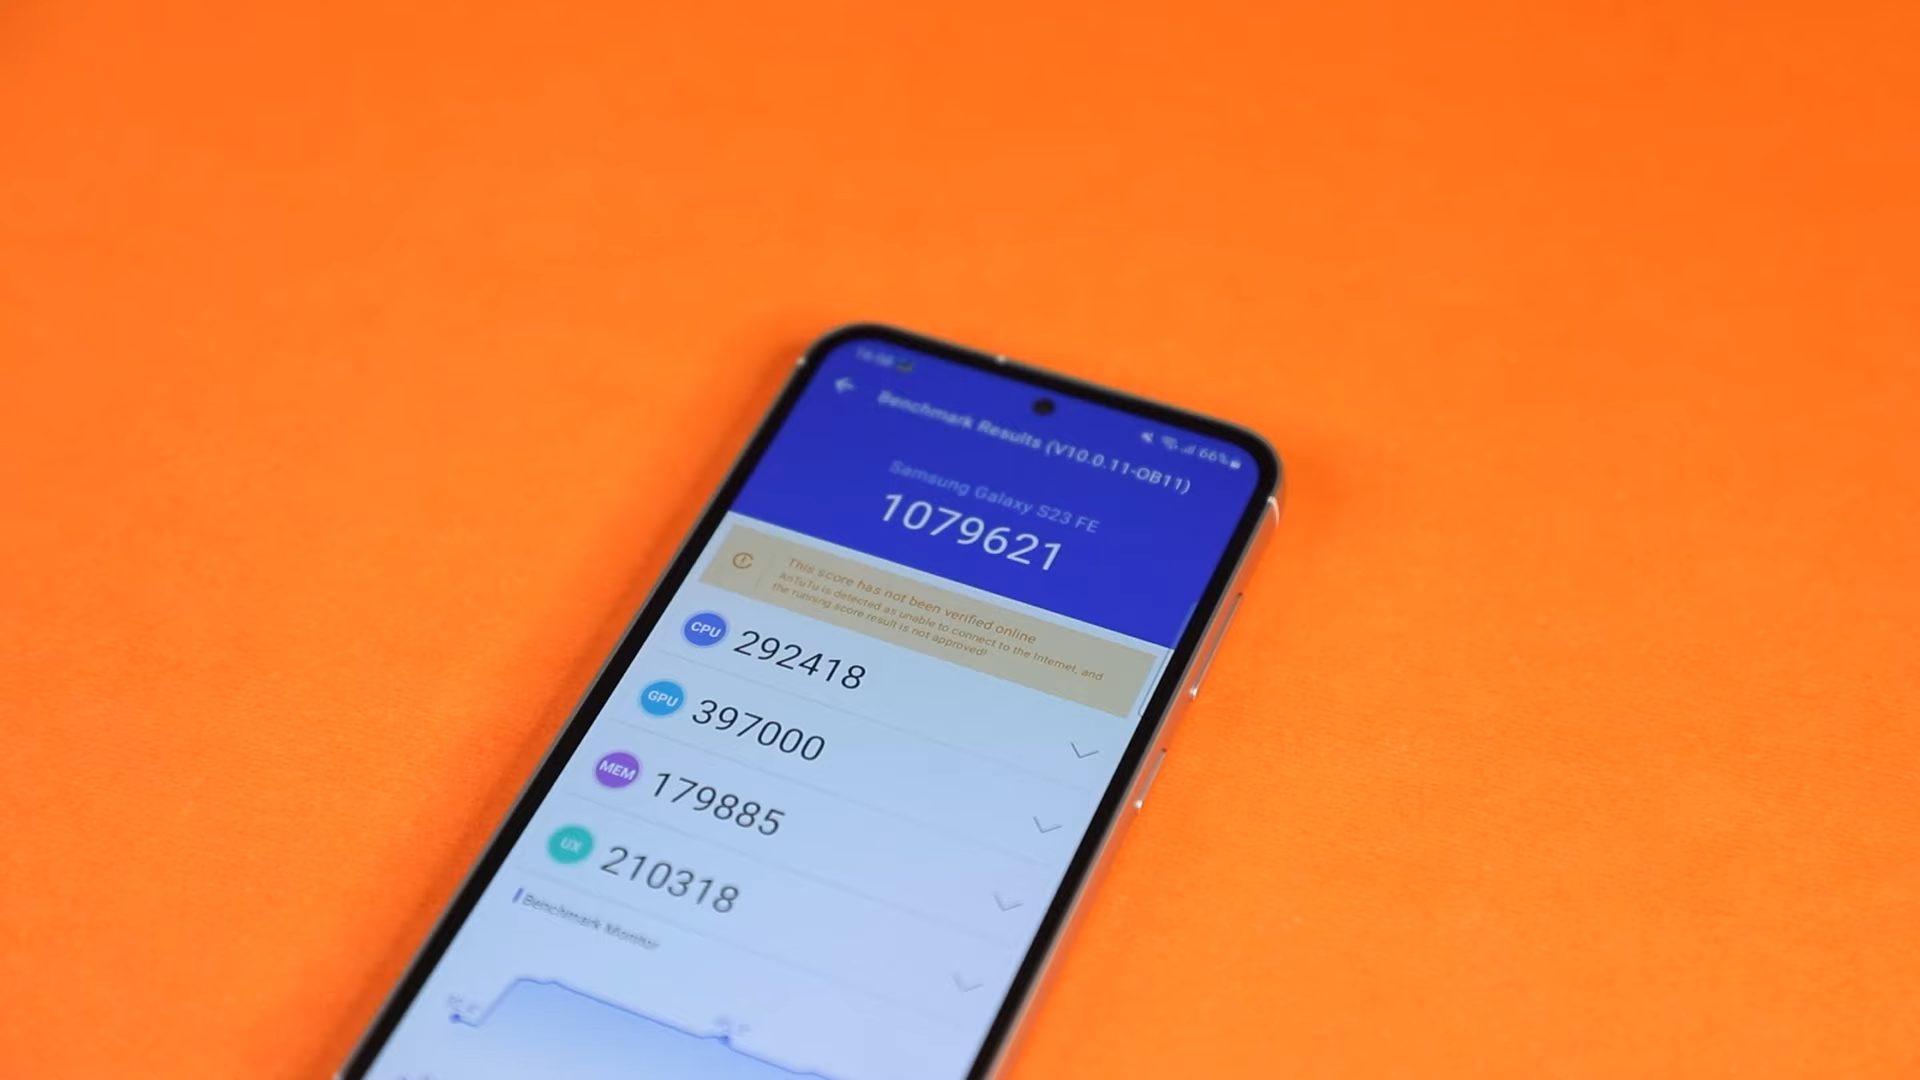 66%
Benchmark Results (V10.0.11-OB11)
Samsung Galaxy S23 FE
1079621
This score has not been verified online
AnTuTu is detected as unable to connect to the Internet, and
the running score result is not approved!
CPU 292418
GPU 397000
MEM 179885
UX 210318
Benchmark Monitor